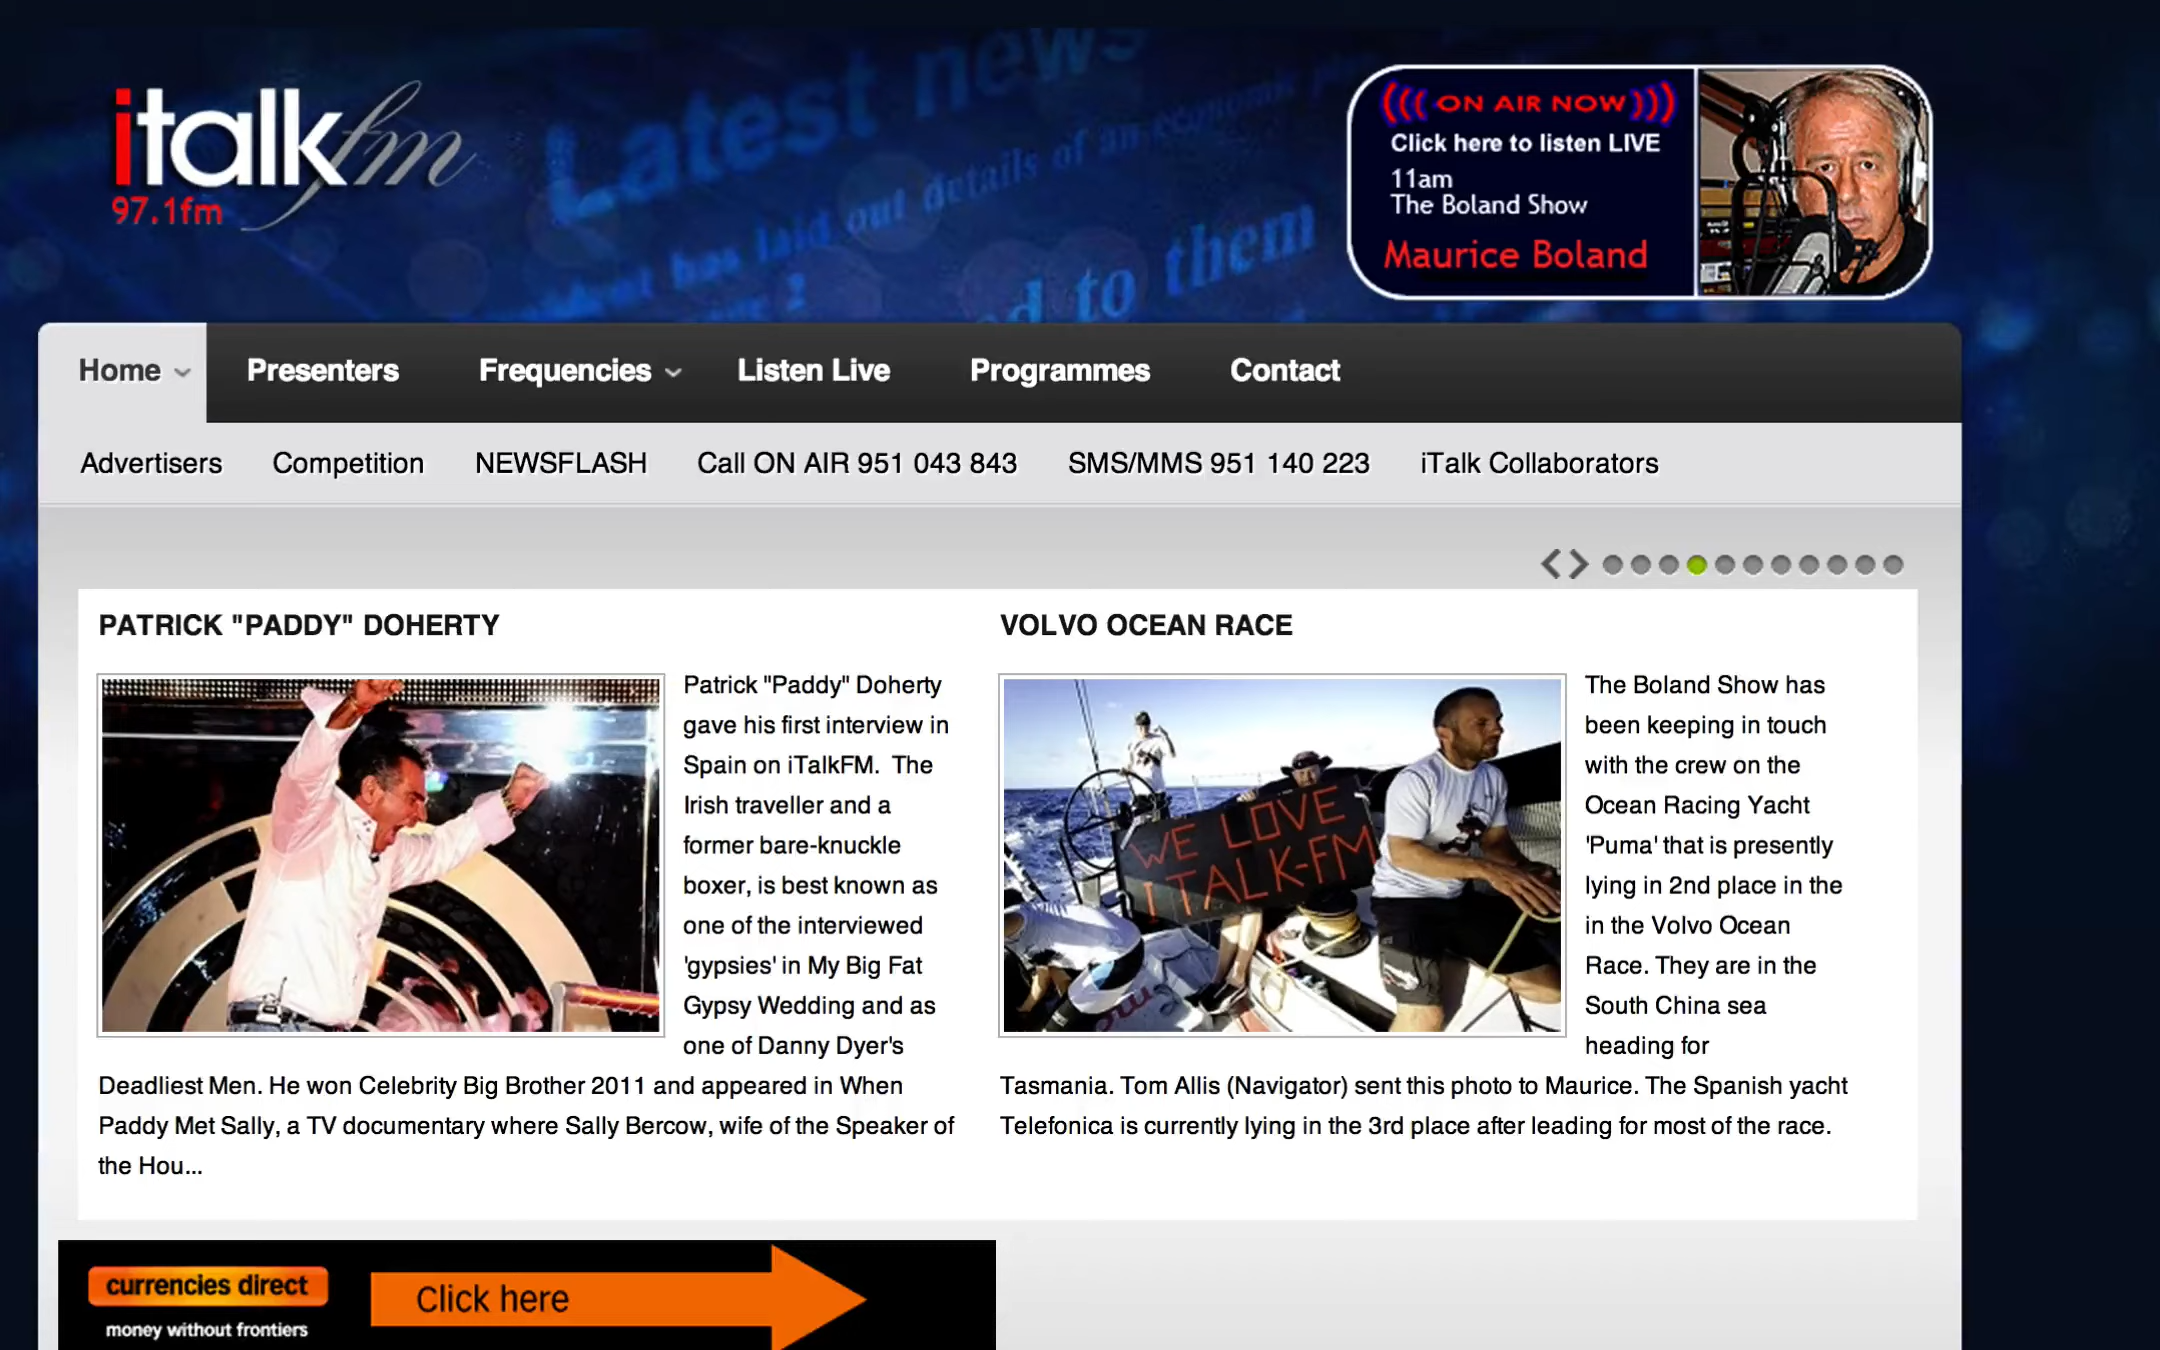 Latest news
laid out details of an economic
to them
italkfm
97.1fm
((( ON AIR NOW )))
Click here to listen LIVE
11am
The Boland Show
Maurice Boland
Home
Presenters
Frequencies
Listen Live
Programmes
Contact
Advertisers
Competition
NEWSFLASH
Call ON AIR 951 043 843
SMS/MMS 951 140 223
iTalk Collaborators
PATRICK "PADDY" DOHERTY
Patrick "Paddy" Doherty
gave his first interview in
Spain on iTalkFM. The
Irish traveller and a
former bare-knuckle
boxer, is best known as
one of the interviewed
'gypsies' in My Big Fat
Gypsy Wedding and as
one of Danny Dyer's
Deadliest Men. He won Celebrity Big Brother 2011 and appeared in When
Paddy Met Sally, a TV documentary where Sally Bercow, wife of the Speaker of
the Hou...
VOLVO OCEAN RACE
WE LOVE
ITALK-FM
The Boland Show has
been keeping in touch
with the crew on the
Ocean Racing Yacht
'Puma' that is presently
lying in 2nd place in the
in the Volvo Ocean
Race. They are in the
South China sea
heading for
Tasmania. Tom Allis (Navigator) sent this photo to Maurice. The Spanish yacht
Telefonica is currently lying in the 3rd place after leading for most of the race.
currencies direct
money without frontiers
Click here